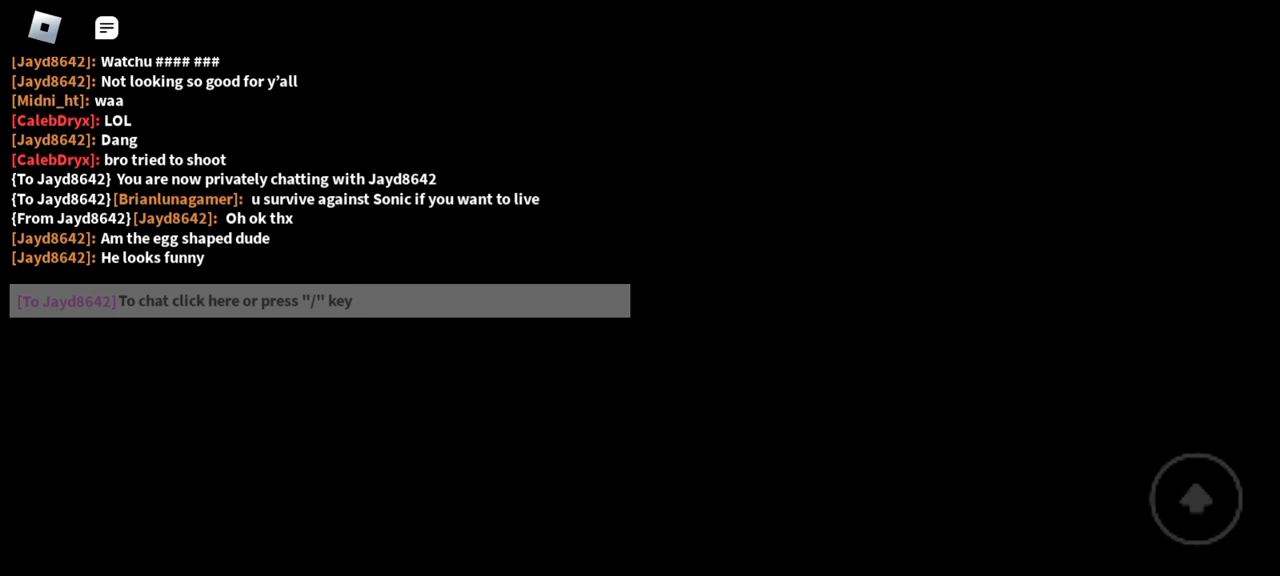 [Jayd8642]: Watchu #### ###
[Jayd8642]: Not looking so good for y’all
[Midni_ht]: waa
[CalebDryx]: LOL
[Jayd8642]: Dang
[CalebDryx]: bro tried to shoot
{To Jayd8642} You are now privately chatting with Jayd8642
{To Jayd8642}[Brianlunagamer]: u survive against Sonic if you want to live
{From Jayd8642}[Jayd8642]: Oh ok thx
[Jayd8642]: Am the egg shaped dude
[Jayd8642]: He looks funny
[To Jayd8642] To chat click here or press "/" key